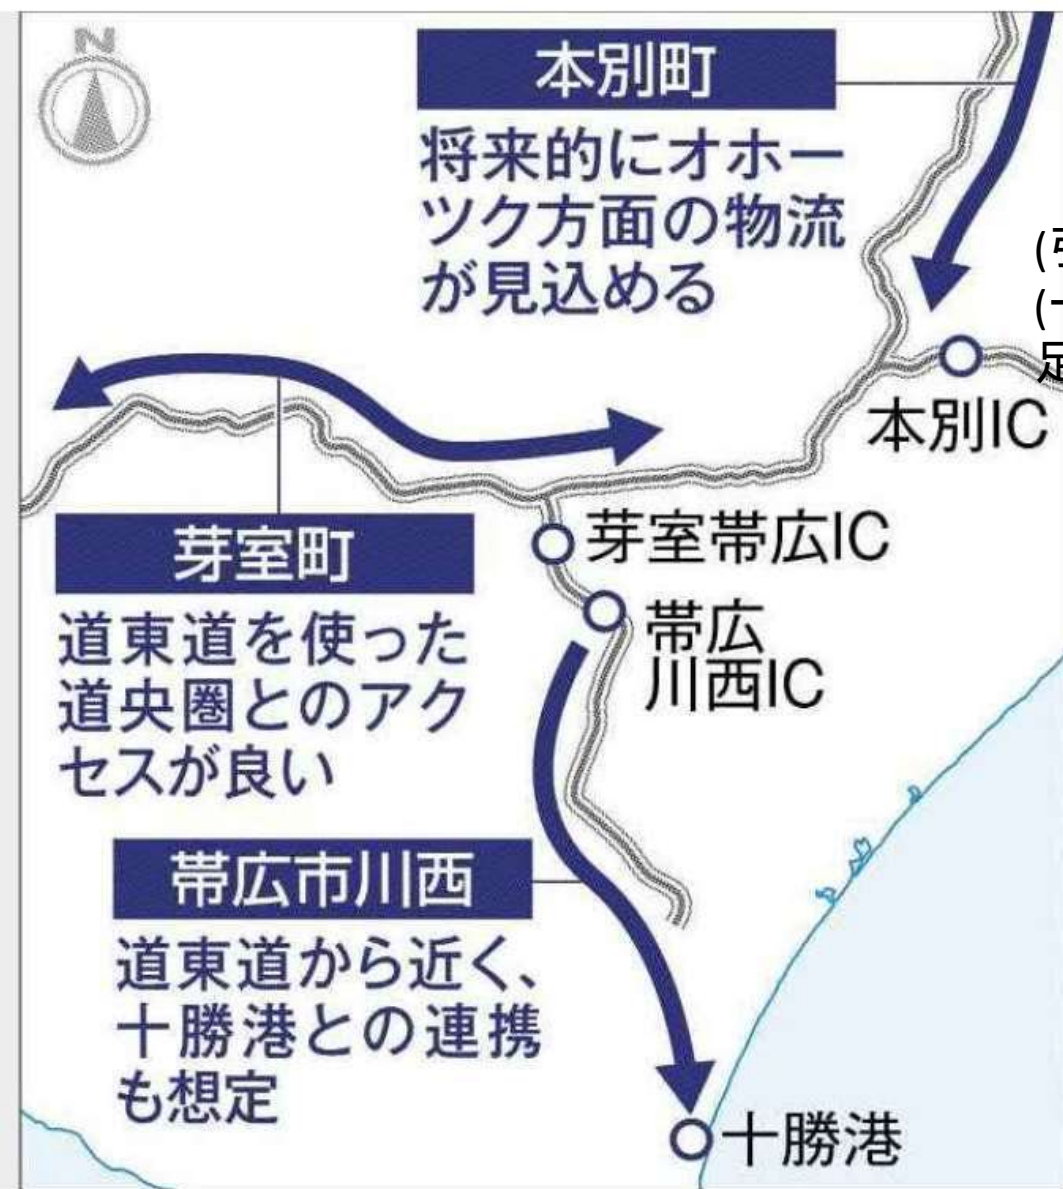 N
本別町
将来的にオホー
ツク方面の物流
が見込める
本別IC
芽室帯広IC
芽室町
道東道を使った
道央圏とのアク
セスが良い
帯広
川西IC
帯広市川西
道東道から近く、
十勝港との連携
も想定
十勝港